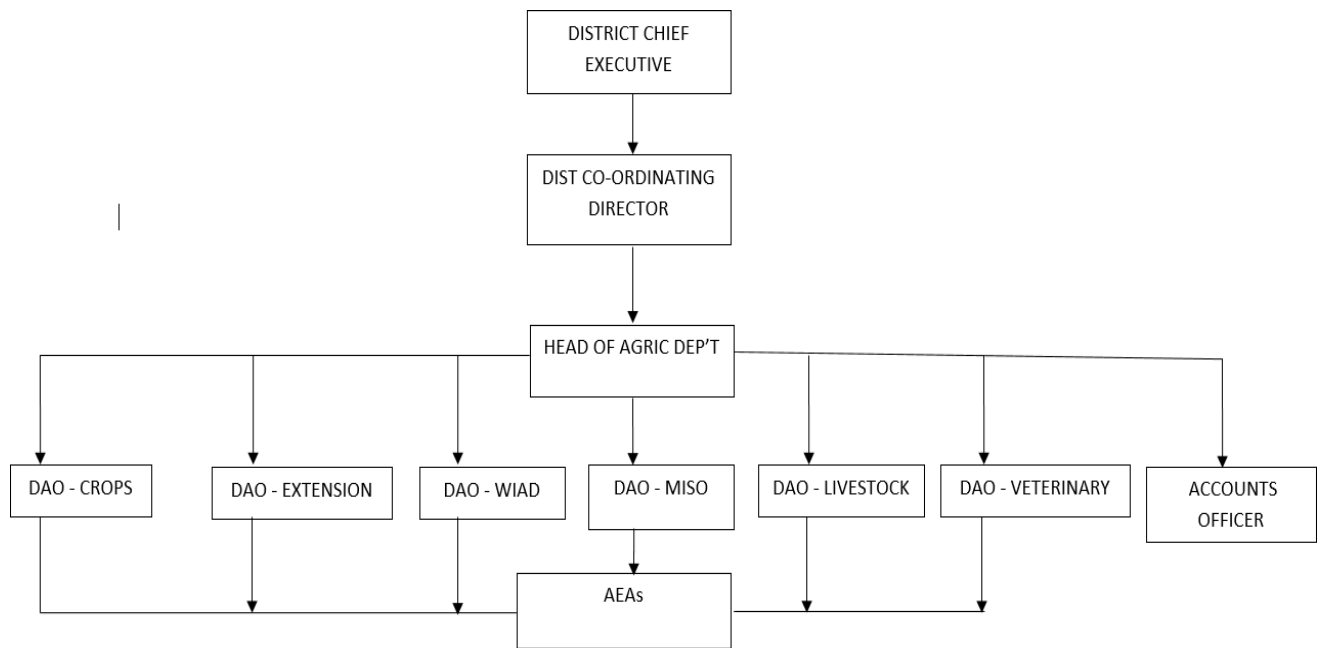 DISTRICT CHIEF
EXECUTIVE
DIST CO-ORDINATING
DIRECTOR
HEAD OF AGRIC DEP’T
DAO - CROPS
DAO - EXTENSION
DAO - WIAD
DAO - MISO
DAO - LIVESTOCK
DAO - VETERINARY
ACCOUNTS
OFFICER
AEAs